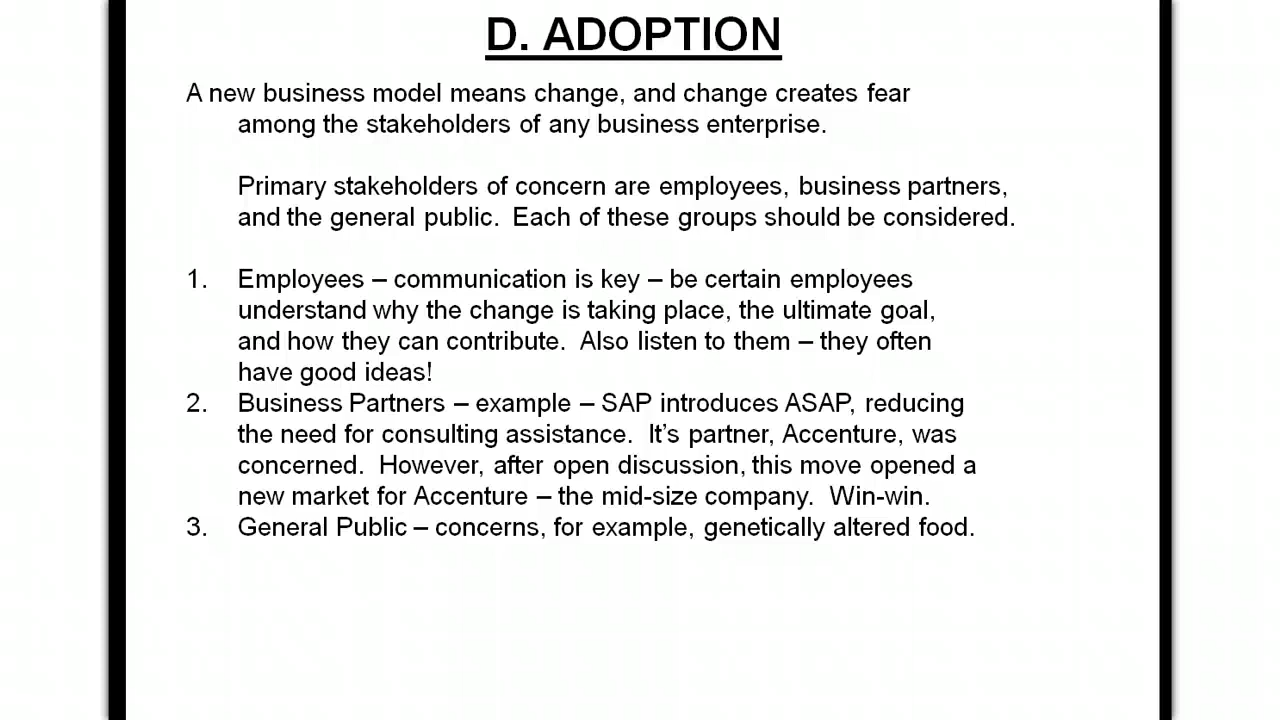 D. ADOPTION
A new business model means change, and change creates fear
among the stakeholders of any business enterprise.
Primary stakeholders of concern are employees, business partners,
and the general public. Each of these groups should be considered.
1. Employees – communication is key – be certain employees
understand why the change is taking place, the ultimate goal,
and how they can contribute. Also listen to them – they often
have good ideas!
2. Business Partners – example – SAP introduces ASAP, reducing
the need for consulting assistance. It's partner, Accenture, was
concerned. However, after open discussion, this move opened a
new market for Accenture – the mid-size company. Win-win.
3. General Public – concerns, for example, genetically altered food.